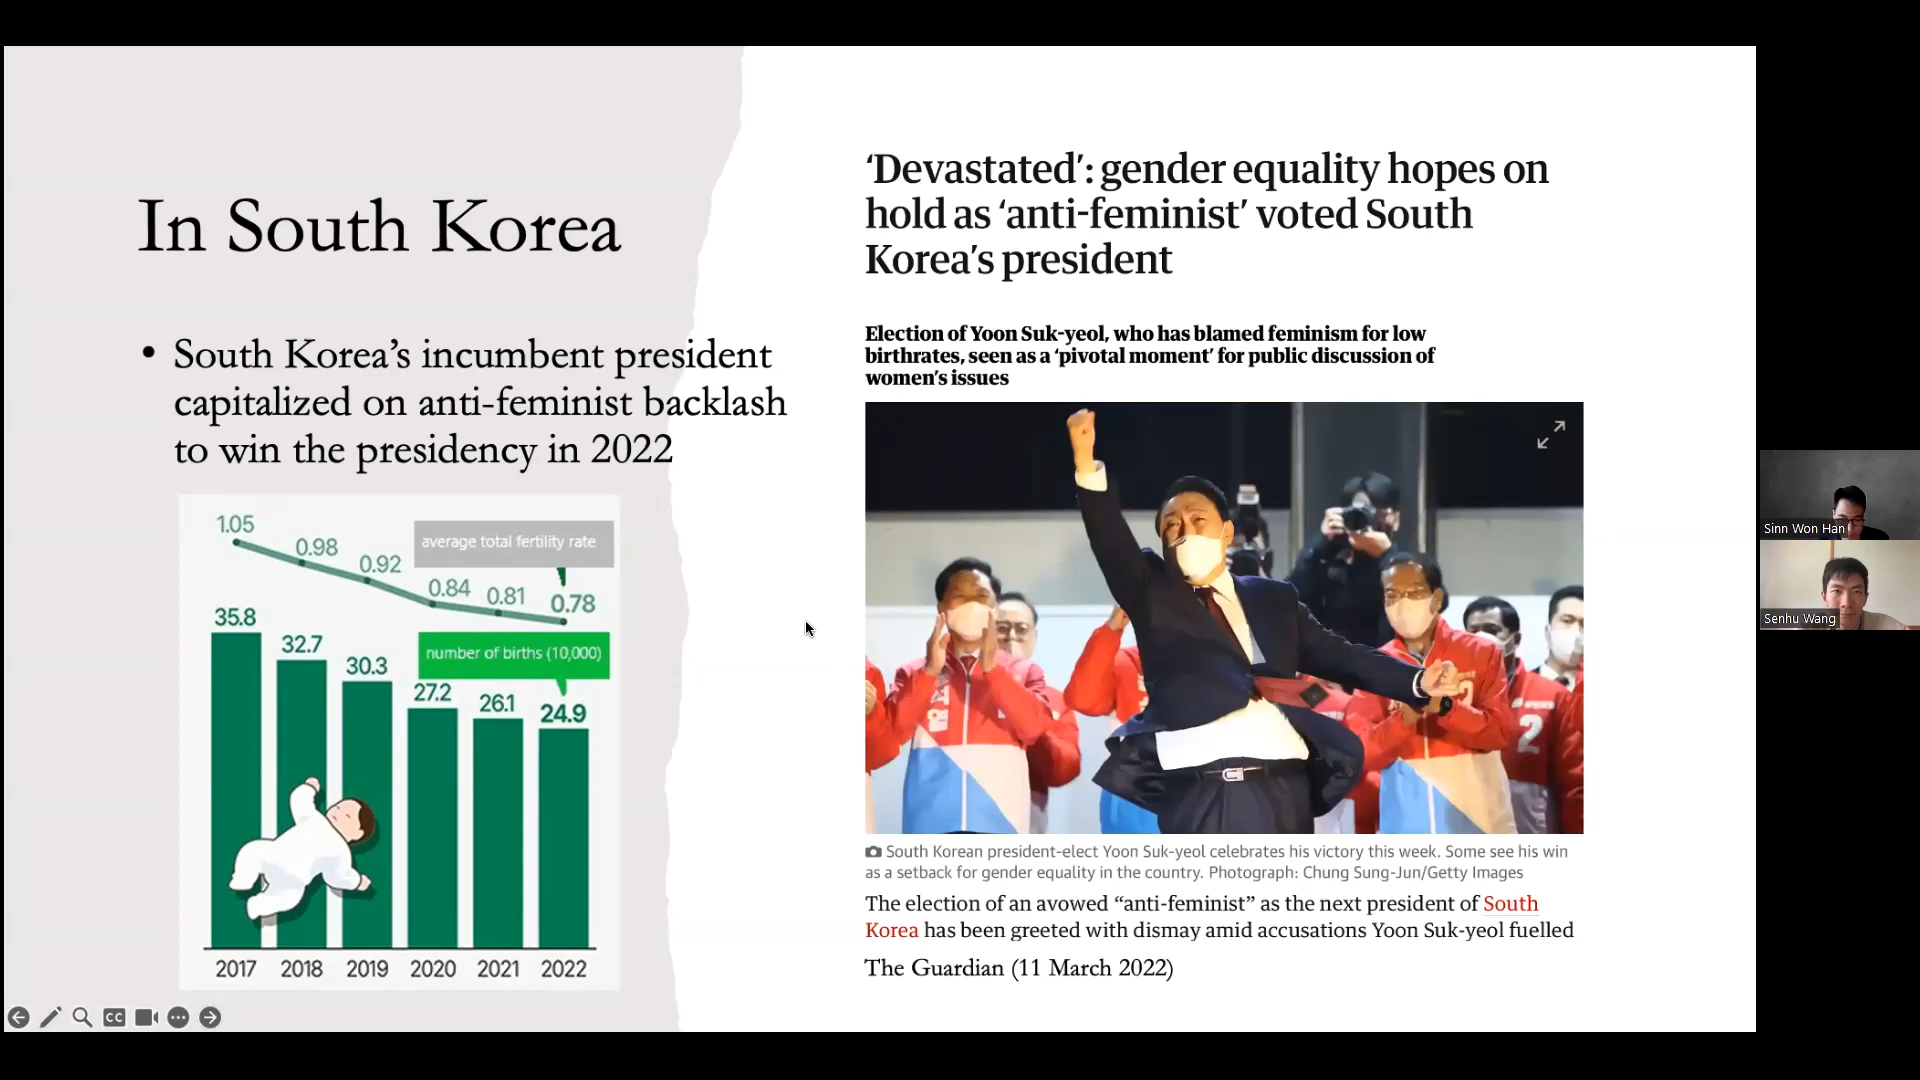 In South Korea
• South Korea’s incumbent president
capitalized on anti-feminist backlash
to win the presidency in 2022
1.05
0.98
0.92
0.84
0.81
0.78
average total fertility rate
35.8
32.7
30.3
27.2
26.1
24.9
number of births (10,000)
2017 2018 2019 2020 2021 2022
CC
‘Devastated’: gender equality hopes on
hold as ‘anti-feminist’ voted South
Korea’s president
Election of Yoon Suk-yeol, who has blamed feminism for low
birthrates, seen as a ‘pivotal moment’ for public discussion of
women’s issues
2
South Korean president-elect Yoon Suk-yeol celebrates his victory this week. Some see his win
as a setback for gender equality in the country. Photograph: Chung Sung-Jun/Getty Images
The election of an avowed “anti-feminist” as the next president of South
Korea has been greeted with dismay amid accusations Yoon Suk-yeol fuelled
The Guardian (11 March 2022)
Sinn Won Han
Senhu Wang